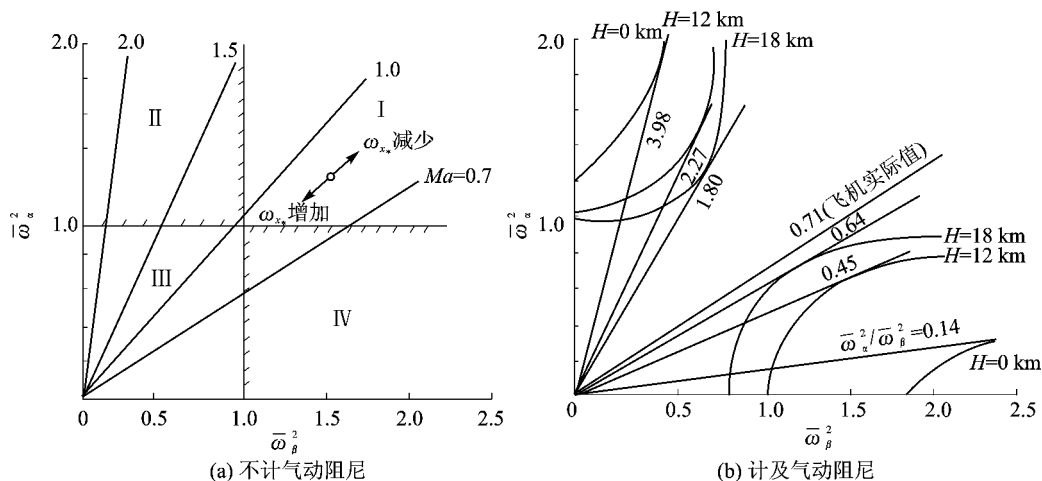 2.0
2.0
1.5
1.0
Ⅱ
Ⅰ
ω_{x*}减少
Ma=0.7
ω_{x*}增加
1.0
ω̄²_α
Ⅲ
Ⅳ
0
0.5
1.0
1.5
2.0
2.5
ω̄²_β
(a) 不计气动阻尼
H=12 km
H=0 km
H=18 km
2.0
3.98
2.27
1.80
0.71(飞机实际值)
1.0
ω̄²_α
0.64
H=18 km
H=12 km
0.45
ω̄²_α/ω̄²_β=0.14
H=0 km
0
0
0.5
1.0
1.5
2.0
2.5
ω̄²_β
(b) 计及气动阻尼